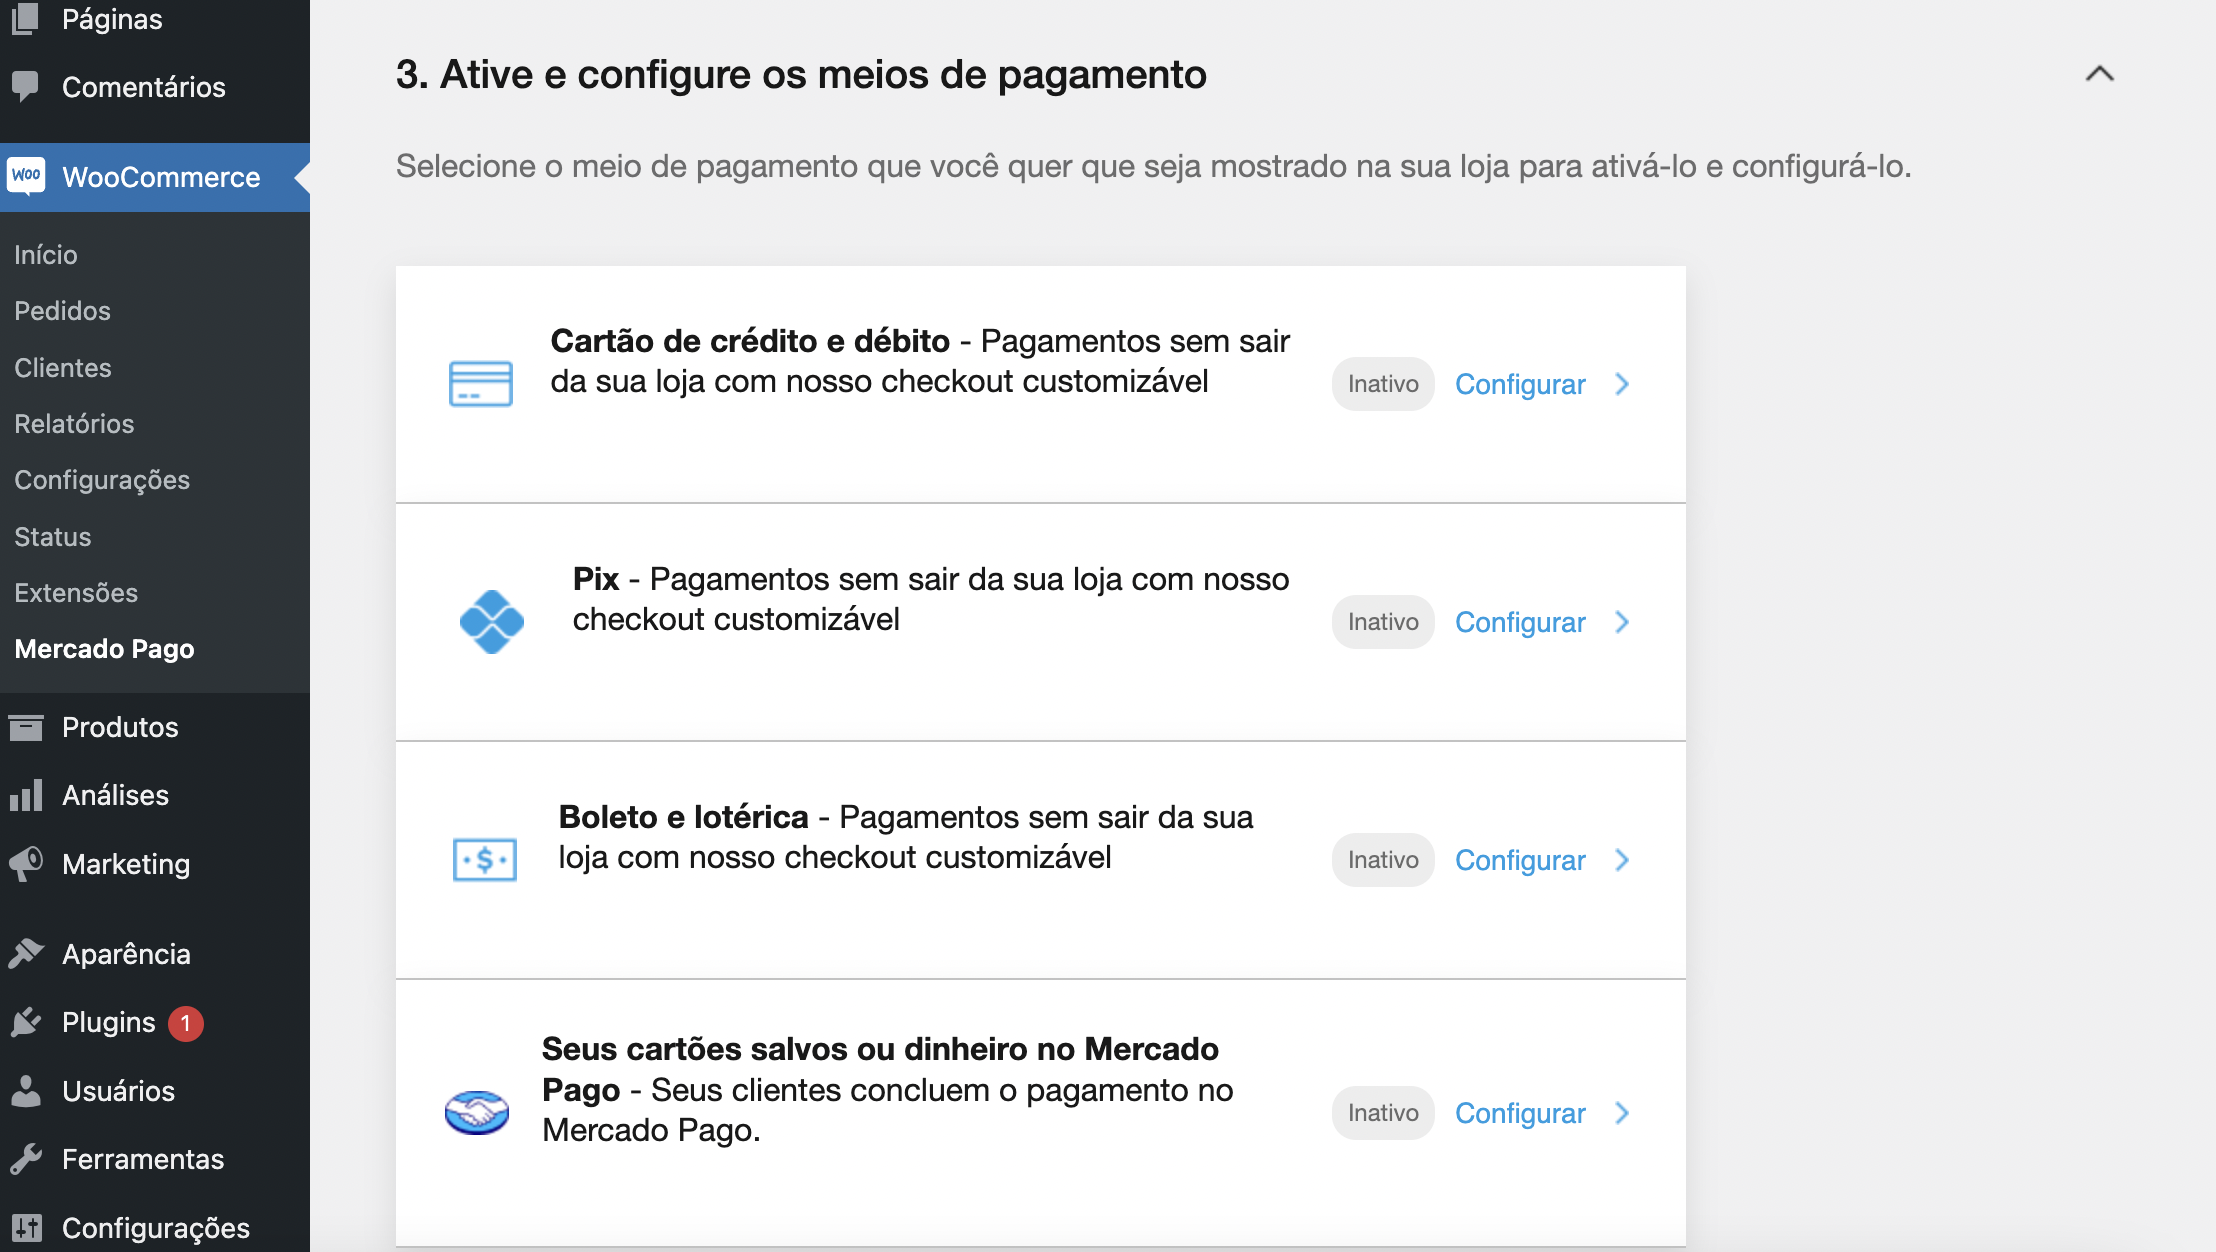 Páginas
Comentários
Woo
WooCommerce
Início
Pedidos
Clientes
Relatórios
Configurações
Status
Extensões
Mercado Pago
Produtos
Análises
Marketing
Aparência
Plugins 1
Usuários
Ferramentas
Configurações
3. Ative e configure os meios de pagamento
Selecione o meio de pagamento que você quer que seja mostrado na sua loja para ativá-lo e configurá-lo.
Cartão de crédito e débito - Pagamentos sem sair
da sua loja com nosso checkout customizável
Inativo
Configurar
Pix - Pagamentos sem sair da sua loja com nosso
checkout customizável
Inativo
Configurar
$
Boleto e lotérica - Pagamentos sem sair da sua
loja com nosso checkout customizável
Inativo
Configurar
Seus cartões salvos ou dinheiro no Mercado
Pago - Seus clientes concluem o pagamento no
Mercado Pago.
Inativo
Configurar